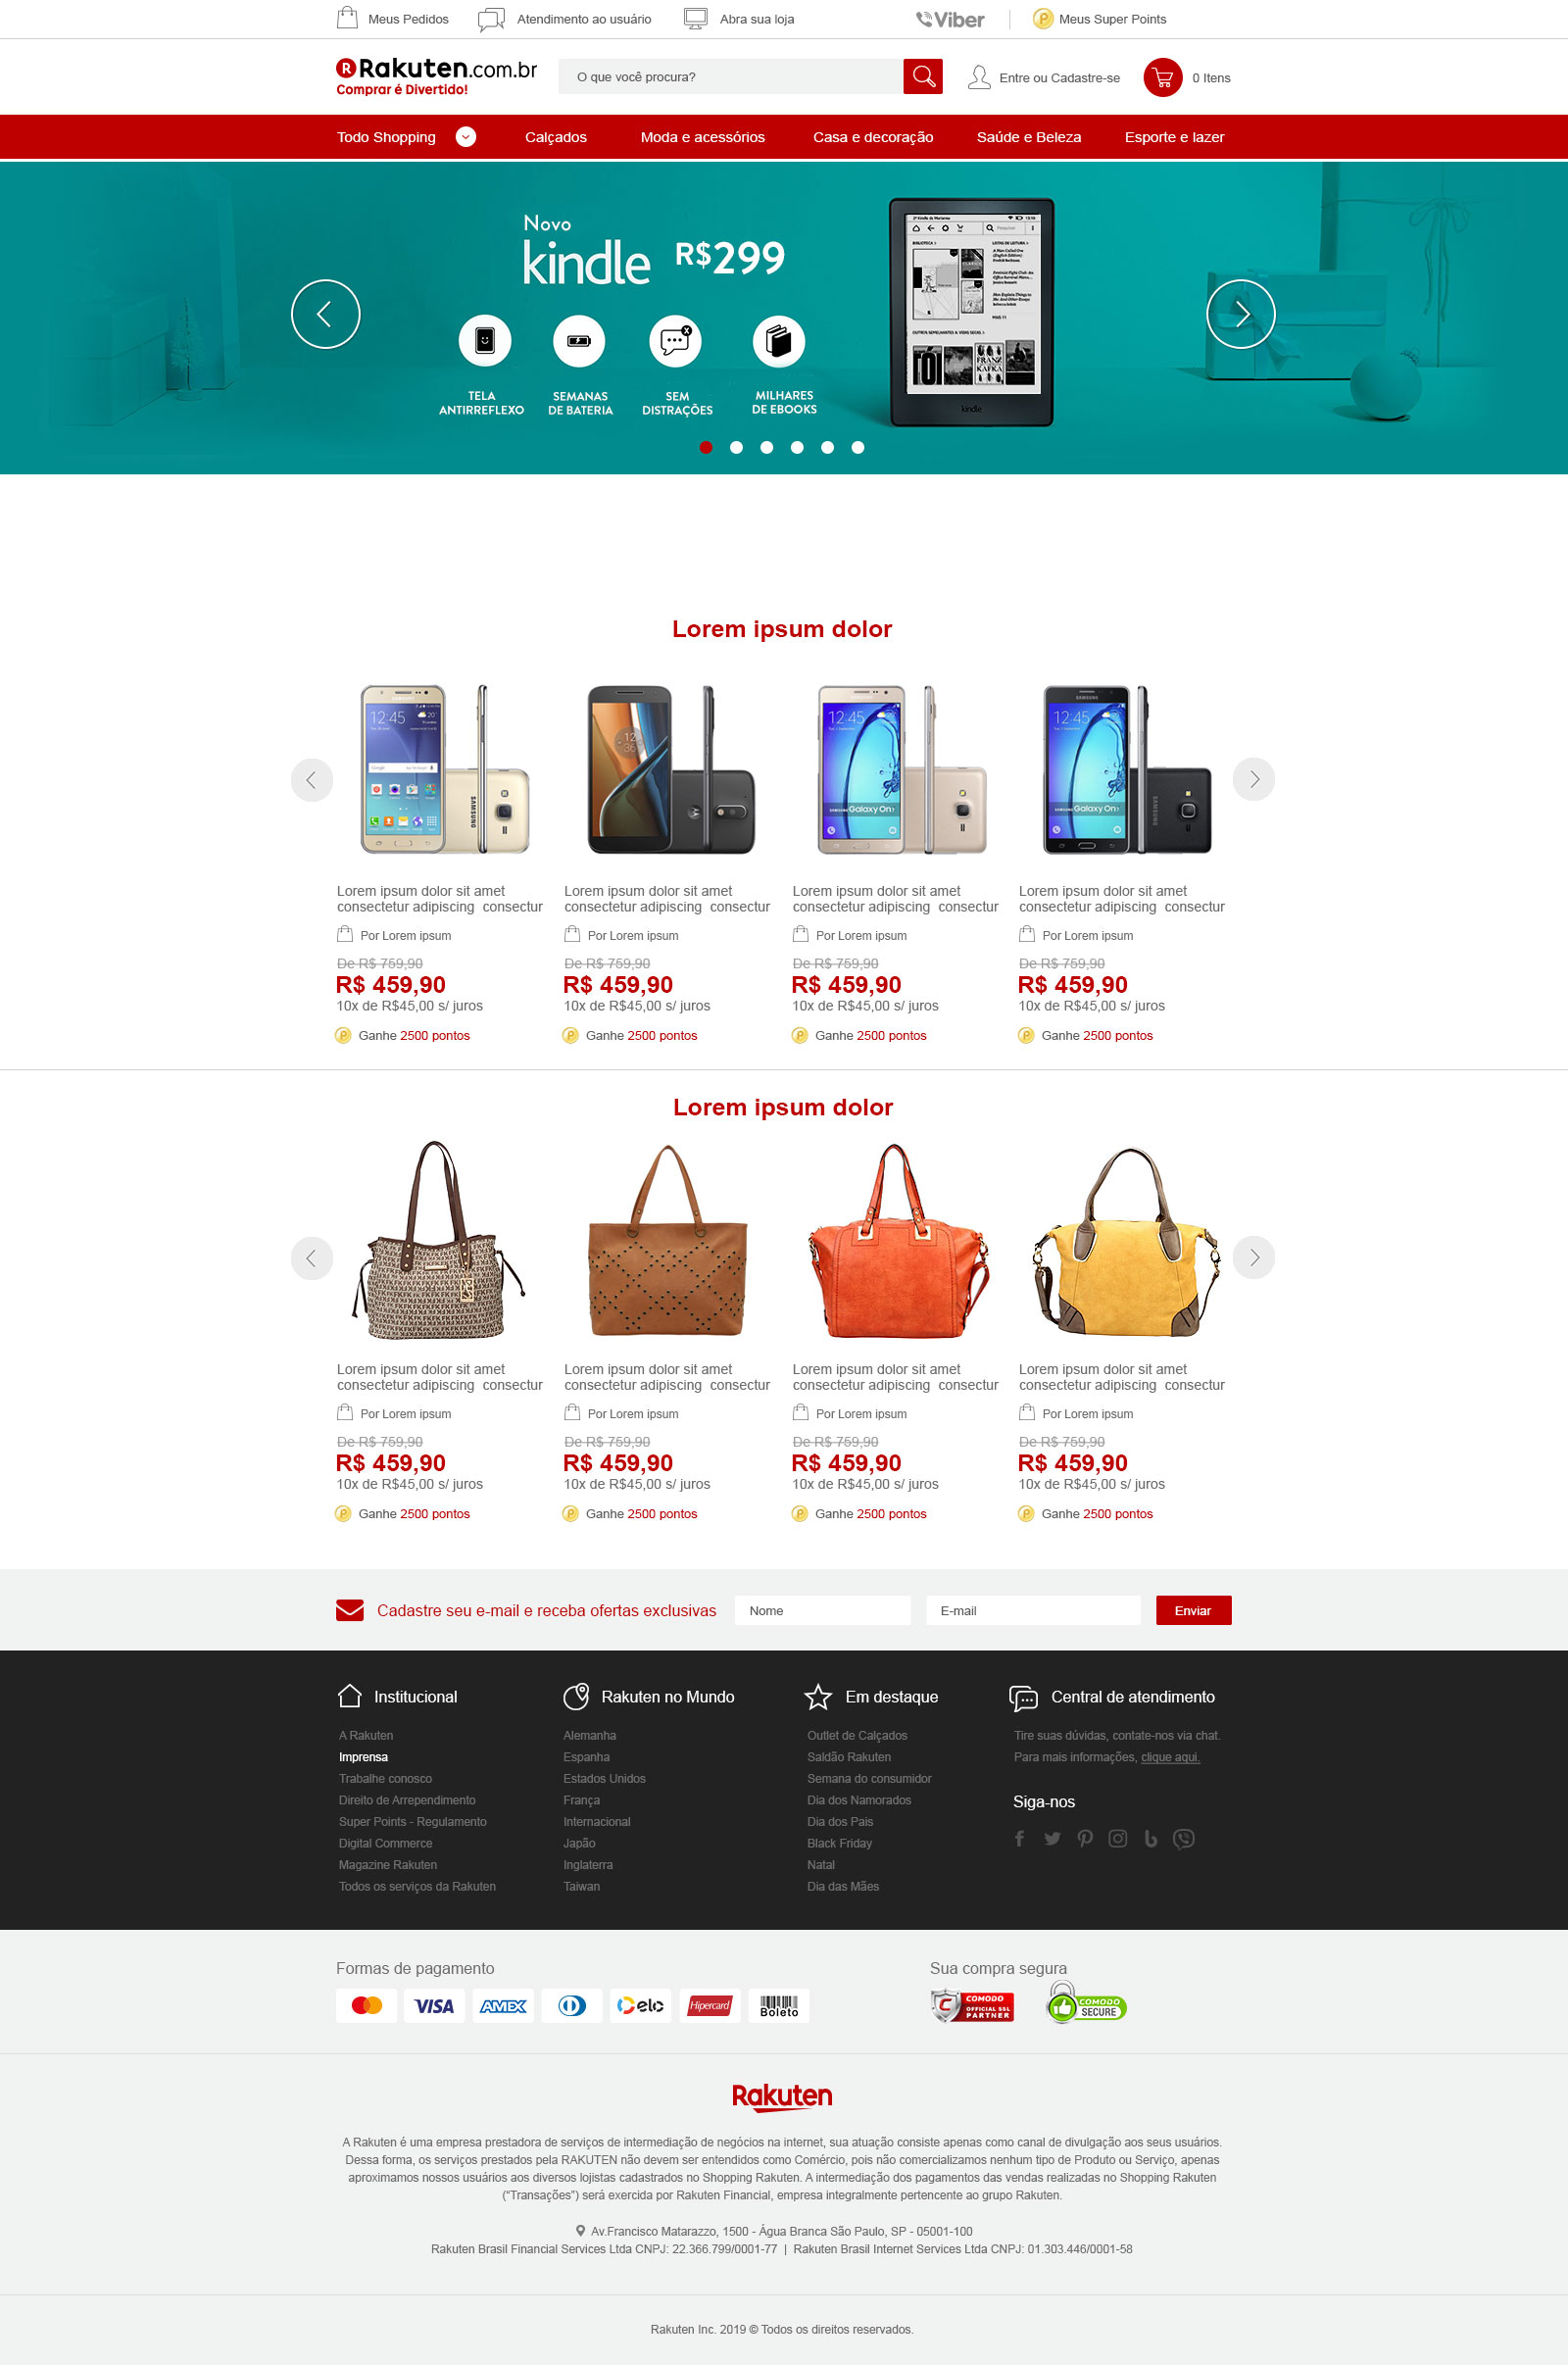 Meus Pedidos
Atendimento ao usuário
Abra sua loja
Viber
Meus Super Points
Rakuten.com.br
Comprar é Divertido!
O que você procura?
Entre ou Cadastre-se
0 Itens
Todo Shopping
Calçados
Moda e acessórios
Casa e decoração
Saúde e Beleza
Esporte e lazer
Novo
kindle
R$299
TELA
ANTIRREFLEXO
SEMANAS
DE BATERIA
SEM
DISTRAÇÕES
MILHARES
DE EBOOKS
kindle
Lorem ipsum dolor
12:45
12:45
12:45
SAMSUNG
Galaxy On
Galaxy On
Lorem ipsum dolor sit amet
consectetur adipiscing  consectur
Por Lorem ipsum
De R$ 759,90
R$ 459,90
10x de R$45,00 s/ juros
Ganhe 2500 pontos
Lorem ipsum dolor sit amet
consectetur adipiscing  consectur
Por Lorem ipsum
De R$ 759,90
R$ 459,90
10x de R$45,00 s/ juros
Ganhe 2500 pontos
Lorem ipsum dolor sit amet
consectetur adipiscing  consectur
Por Lorem ipsum
De R$ 759,90
R$ 459,90
10x de R$45,00 s/ juros
Ganhe 2500 pontos
Lorem ipsum dolor sit amet
consectetur adipiscing  consectur
Por Lorem ipsum
De R$ 759,90
R$ 459,90
10x de R$45,00 s/ juros
Ganhe 2500 pontos
Lorem ipsum dolor
Lorem ipsum dolor sit amet
consectetur adipiscing  consectur
Por Lorem ipsum
De R$ 759,90
R$ 459,90
10x de R$45,00 s/ juros
Ganhe 2500 pontos
Lorem ipsum dolor sit amet
consectetur adipiscing  consectur
Por Lorem ipsum
De R$ 759,90
R$ 459,90
10x de R$45,00 s/ juros
Ganhe 2500 pontos
Lorem ipsum dolor sit amet
consectetur adipiscing  consectur
Por Lorem ipsum
De R$ 759,90
R$ 459,90
10x de R$45,00 s/ juros
Ganhe 2500 pontos
Lorem ipsum dolor sit amet
consectetur adipiscing  consectur
Por Lorem ipsum
De R$ 759,90
R$ 459,90
10x de R$45,00 s/ juros
Ganhe 2500 pontos
Cadastre seu e-mail e receba ofertas exclusivas
Nome
E-mail
Enviar
Institucional
A Rakuten
Imprensa
Trabalhe conosco
Direito de Arrependimento
Super Points - Regulamento
Digital Commerce
Magazine Rakuten
Todos os serviços da Rakuten
Rakuten no Mundo
Alemanha
Espanha
Estados Unidos
França
Internacional
Japão
Inglaterra
Taiwan
Em destaque
Outlet de Calçados
Saldão Rakuten
Semana do consumidor
Dia dos Namorados
Dia dos Pais
Black Friday
Natal
Dia das Mães
Central de atendimento
Tire suas dúvidas, contate-nos via chat.
Para mais informações, clique aqui.
Siga-nos
Formas de pagamento
VISA
AMEX
elo
Hipercard
Boleto
Sua compra segura
COMODO
OFFICIAL SSL
PARTNER
COMODO
SECURE
Rakuten
A Rakuten é uma empresa prestadora de serviços de intermediação de negócios na internet, sua atuação consiste apenas como canal de divulgação aos seus usuários.
Dessa forma, os serviços prestados pela RAKUTEN não devem ser entendidos como Comércio, pois não comercializamos nenhum tipo de Produto ou Serviço, apenas
aproximamos nossos usuários aos diversos lojistas cadastrados no Shopping Rakuten. A intermediação dos pagamentos das vendas realizadas no Shopping Rakuten
("Transações") será exercida por Rakuten Financial, empresa integralmente pertencente ao grupo Rakuten.
Av.Francisco Matarazzo, 1500 - Água Branca São Paulo, SP - 05001-100
Rakuten Brasil Financial Services Ltda CNPJ: 22.366.799/0001-77  |  Rakuten Brasil Internet Services Ltda CNPJ: 01.303.446/0001-58
Rakuten Inc. 2019 © Todos os direitos reservados.